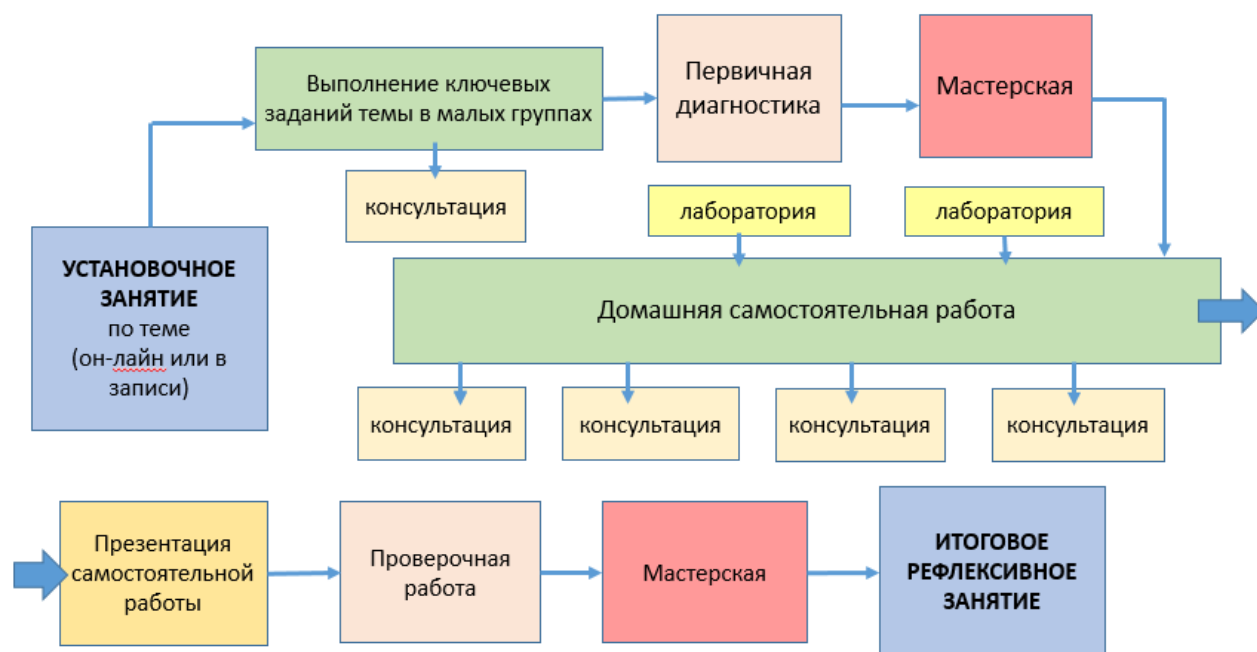 Выполнение ключевых
заданий темы в малых группах
Первичная
диагностика
Мастерская
консультация
лаборатория
лаборатория
УСТАНОВОЧНОЕ
ЗАНЯТИЕ
по теме
(он-лайн или в
записи)
Домашняя самостоятельная работа
консультация
консультация
консультация
консультация
Презентация
самостоятельной
работы
Проверочная
работа
Мастерская
ИТОГОВОЕ
РЕФЛЕКСИВНОЕ
ЗАНЯТИЕ